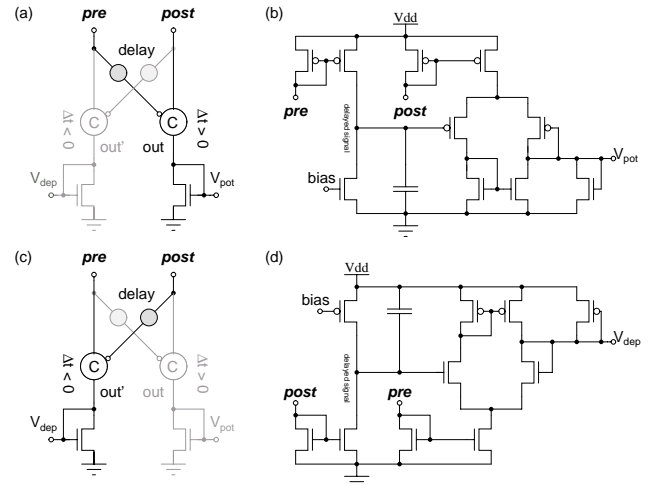 (a)
pre
post
delay
Δt < 0
C
C
Δt > 0
out'
out
V_dep
V_pot
(b)
Vdd
pre
post
delayed signal
bias
V_pot
(c)
pre
post
delay
Δt < 0
C
C
Δt > 0
out'
out
V_dep
V_pot
(d)
Vdd
bias
delayed signal
V_dep
post
pre